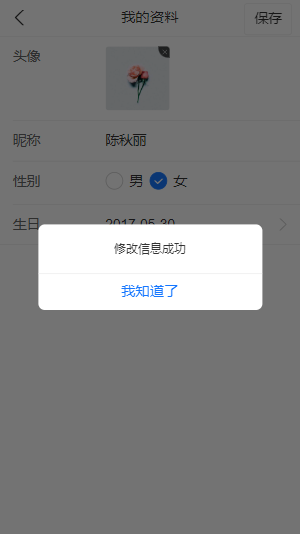 我的资料
保存
头像
昵称
陈秋丽
性别
男
女
生日
2017-05-30
修改信息成功
我知道了